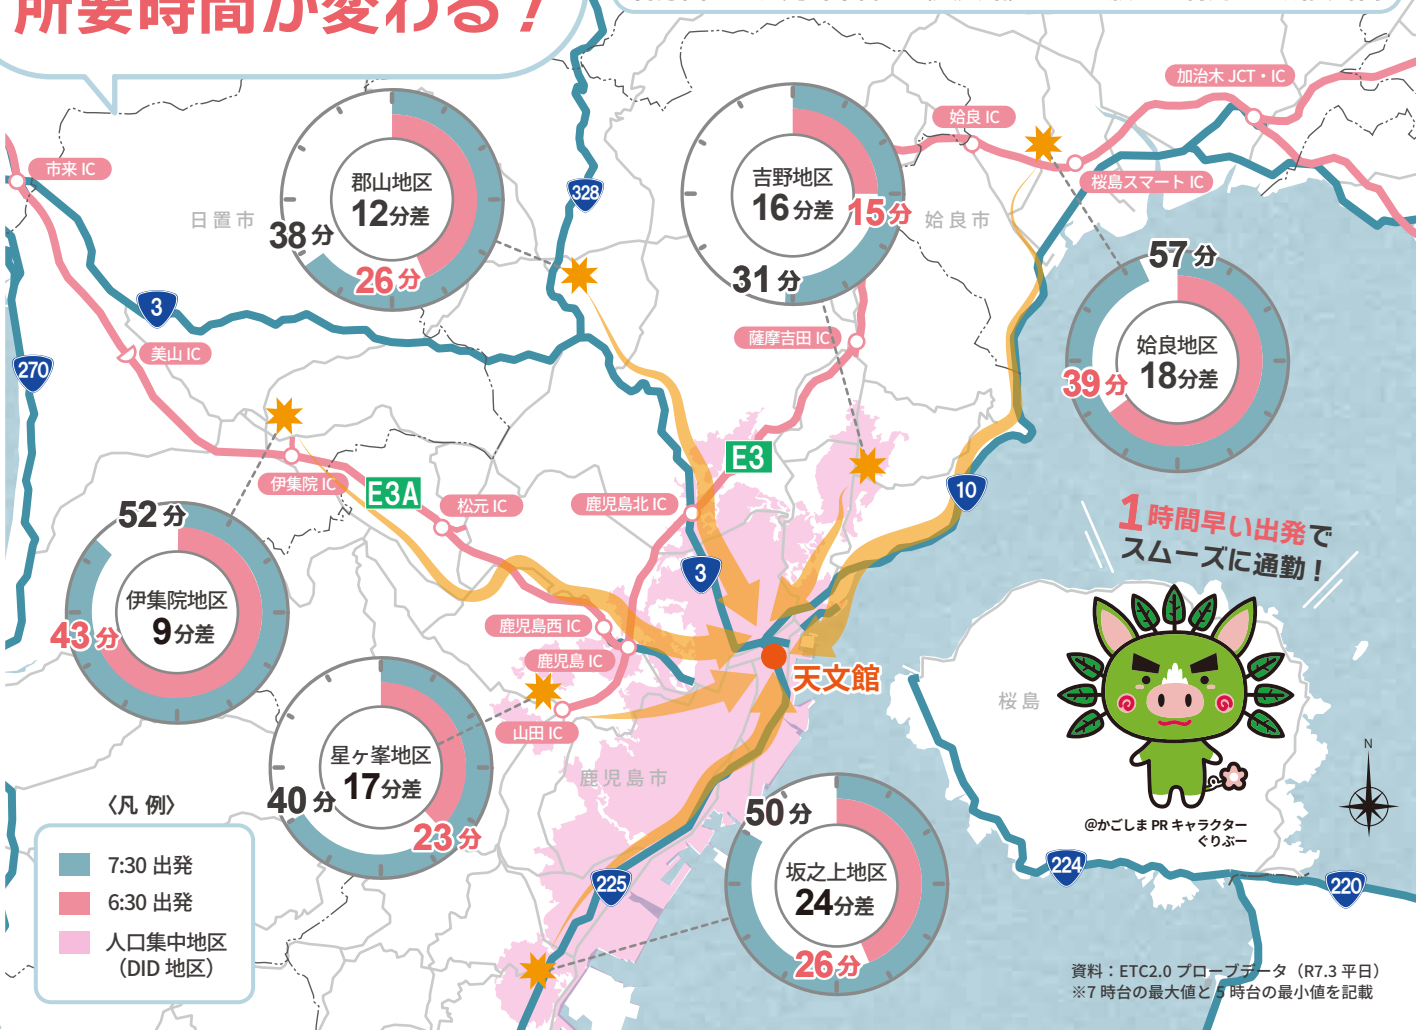 所要時間が変わる！
加治木 JCT・IC
姶良 IC
桜島スマート IC
市来 IC
日置市
328
郡山地区
12分差
38分
26分
吉野地区
16分差
15分
31分
姶良市
57分
姶良地区
18分差
39分
3
270
美山 IC
薩摩吉田 IC
E3
E3A
伊集院 IC
松元 IC
鹿児島北 IC
10
3
52分
伊集院地区
9分差
43分
1時間早い出発で
スムーズに通勤！
鹿児島西 IC
鹿児島 IC
天文館
山田 IC
桜島
鹿児島市
星ヶ峯地区
17分差
40分
23分
50分
坂之上地区
24分差
26分
225
N
@かごしま PR キャラクター
ぐりぶー
224
220
〈凡 例〉
7:30 出発
6:30 出発
人口集中地区
（DID 地区）
資料：ETC2.0 プローブデータ（R7.3 平日）
※7 時台の最大値と 5 時台の最小値を記載